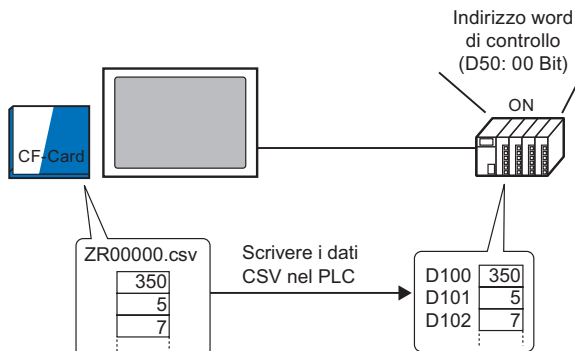 Indirizzo word
di controllo
(D50: 00 Bit)
ON
CF-Card
ZR00000.csv
350
5
7
Scrivere i dati
CSV nel PLC
D100 350
D101 5
D102 7